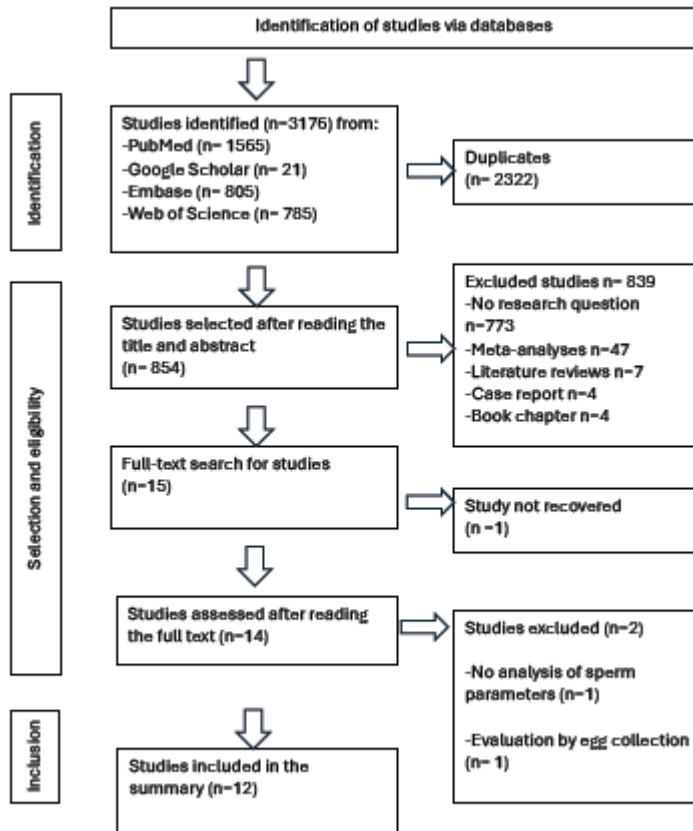 Identification of studies via databases
Identification
Studies identified (n=3176) from:
-PubMed (n= 1565)
-Google Scholar (n= 21)
-Embase (n= 805)
-Web of Science (n= 785)
Duplicates
(n= 2322)
Selection and eligibility
Studies selected after reading the
title and abstract
(n= 854)
Excluded studies n= 839
-No research question
n=773
-Meta-analyses n=47
-Literature reviews n=7
-Case report n=4
-Book chapter n=4
Full-text search for studies
(n=15)
Study not recovered
(n =1)
Studies assessed after reading
the full text (n=14)
Studies excluded (n=2)
-No analysis of sperm
parameters (n=1)
-Evaluation by egg collection
(n= 1)
Inclusion
Studies included in the
summary (n=12)